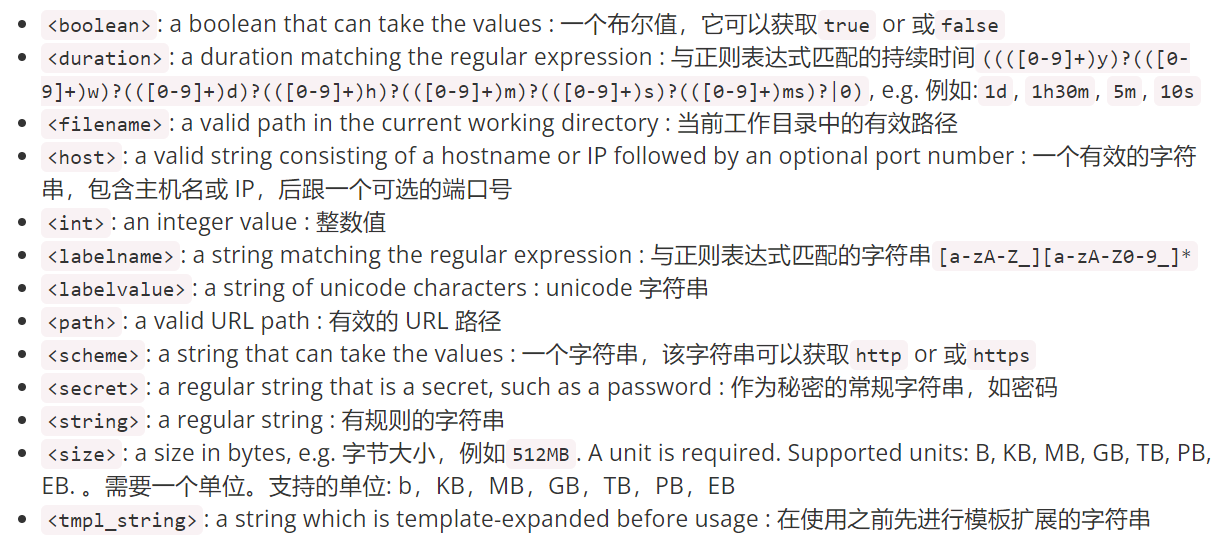 <boolean>: a boolean that can take the values : 一个布尔值，它可以获取 true or 或 false
<duration>: a duration matching the regular expression : 与正则表达式匹配的持续时间 ((([0-9]+)y)?(([0-
9]+)w)?(([0-9]+)d)?(([0-9]+)h)?(([0-9]+)m)?(([0-9]+)s)?(([0-9]+)ms)?|0) , e.g. 例如: 1d , 1h30m , 5m , 10s
<filename>: a valid path in the current working directory : 当前工作目录中的有效路径
<host>: a valid string consisting of a hostname or IP followed by an optional port number : 一个有效的字符
串，包含主机名或 IP，后跟一个可选的端口号
<int>: an integer value : 整数值
<labelname>: a string matching the regular expression : 与正则表达式匹配的字符串 [a-zA-Z_][a-zA-Z0-9_]*
<labelvalue>: a string of unicode characters : unicode 字符串
<path>: a valid URL path : 有效的 URL 路径
<scheme>: a string that can take the values : 一个字符串，该字符串可以获取 http or 或 https
<secret>: a regular string that is a secret, such as a password : 作为秘密的常规字符串，如密码
<string>: a regular string : 有规则的字符串
<size>: a size in bytes, e.g. 字节大小，例如 512MB . A unit is required. Supported units: B, KB, MB, GB, TB, PB,
EB. 。需要一个单位。支持的单位: b，KB，MB，GB，TB，PB，EB
<tmpl_string>: a string which is template-expanded before usage : 在使用之前先进行模板扩展的字符串